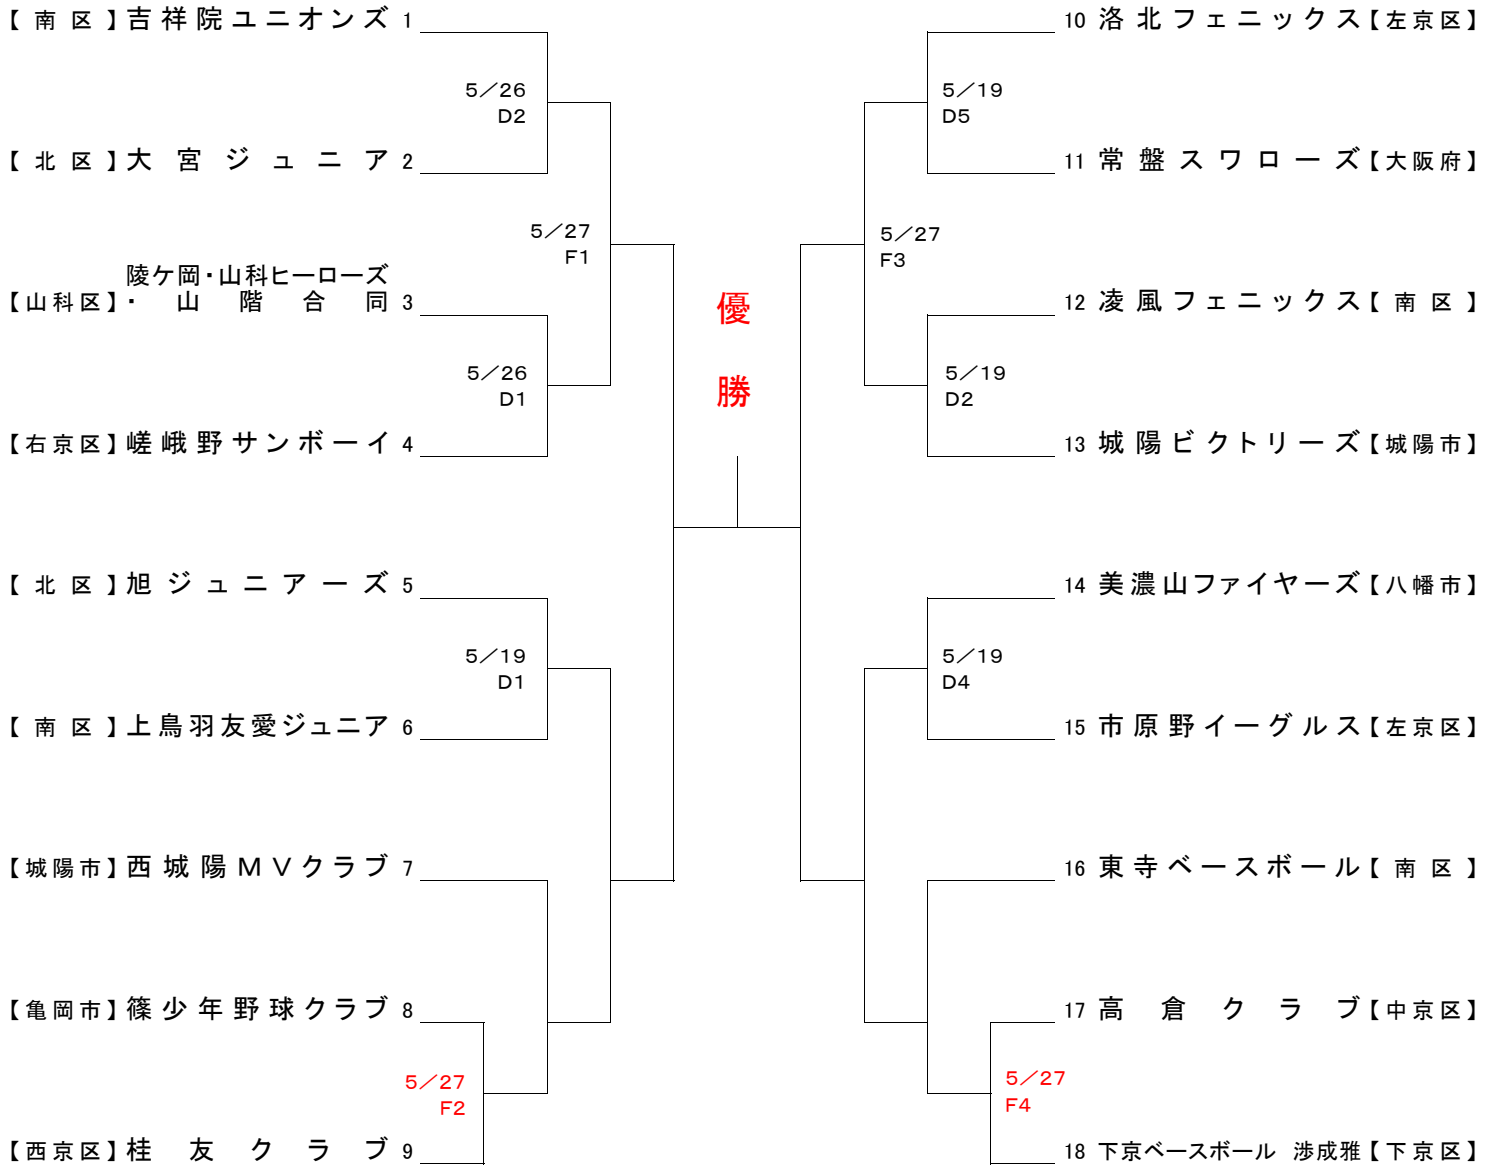 【 南 区 】吉祥院ユニオンズ 1
5／26
D2
【 北 区 】大宮ジュニア 2
5／27
F1
陵ケ岡・山科ヒーローズ
【山科区】・山階合同 3
5／26
D1
【右京区】嵯峨野サンボーイ 4
【 北 区 】旭ジュニアーズ 5
5／19
D1
【 南 区 】上鳥羽友愛ジュニア 6
【城陽市】西城陽ＭＶクラブ 7
【亀岡市】篠少年野球クラブ 8
5／27
F2
【西京区】桂友クラブ 9
優
勝
10 洛北フェニックス【左京区】
5／19
D5
11 常盤スワローズ【大阪府】
5／27
F3
12 凌風フェニックス【 南 区 】
5／19
D2
13 城陽ビクトリーズ【城陽市】
14 美濃山ファイヤーズ【八幡市】
5／19
D4
15 市原野イーグルス【左京区】
16 東寺ベースボール【 南 区 】
17 高倉クラブ【中京区】
5／27
F4
18 下京ベースボール 渉成雅【下京区】